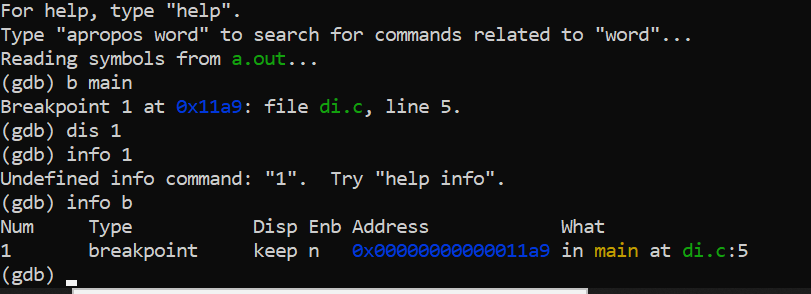 For help, type "help".
Type "apropos word" to search for commands related to "word"...
Reading symbols from a.out...
(gdb) b main
Breakpoint 1 at 0x11a9: file di.c, line 5.
(gdb) dis 1
(gdb) info 1
Undefined info command: "1".  Try "help info".
(gdb) info b
Num     Type           Disp Enb Address            What
1       breakpoint     keep n   0x00000000000011a9 in main at di.c:5
(gdb)